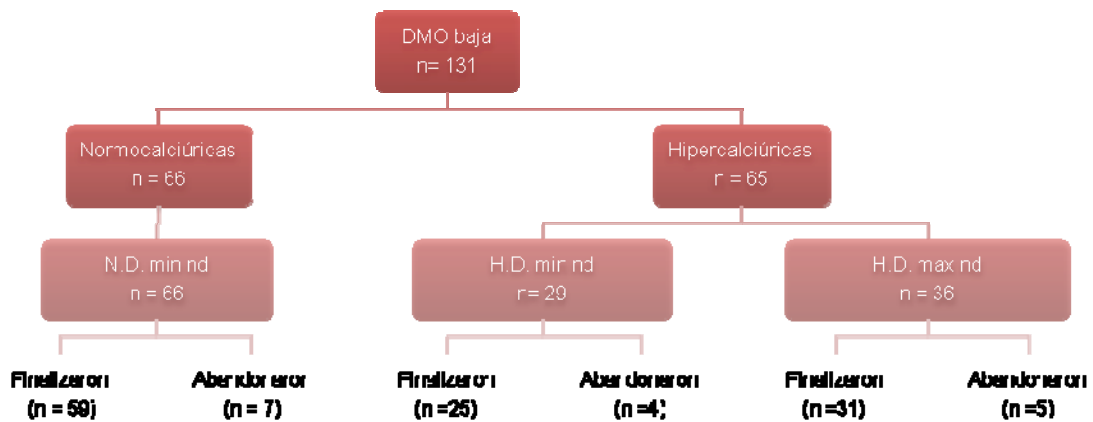 DMO baja
n= 131
Normocalciúricas
n = 66
Hipercalciúricas
n = 65
N.D. min nd
n = 66
H.D. min nd
n= 29
H.D. max nd
n = 36
Finalizaron
(n = 59)
Abandonaron
(n = 7)
Finalizaron
(n =25)
Abandonaron
(n =4)
Finalizaron
(n =31)
Abandonaron
(n =5)